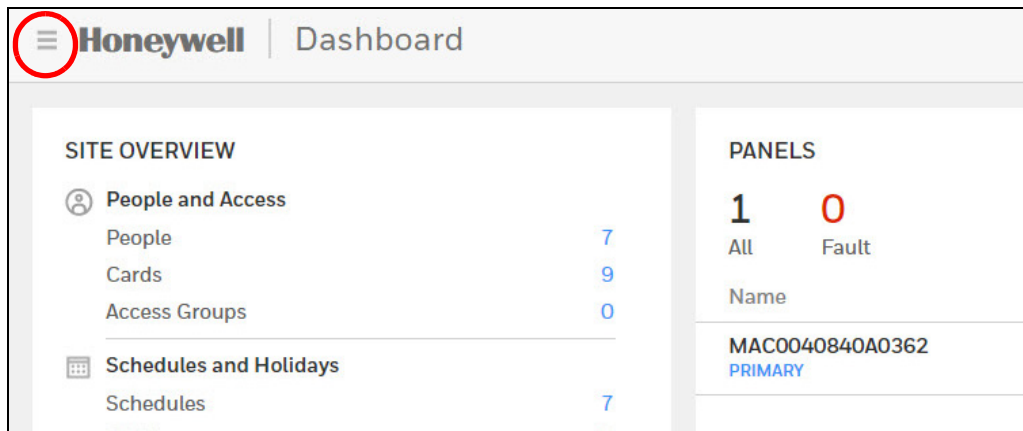 Honeywell Dashboard
SITE OVERVIEW
People and Access
People 7
Cards 9
Access Groups 0
Schedules and Holidays
Schedules 7
PANELS
1 0
All Fault
Name
MAC0040840A0362
PRIMARY